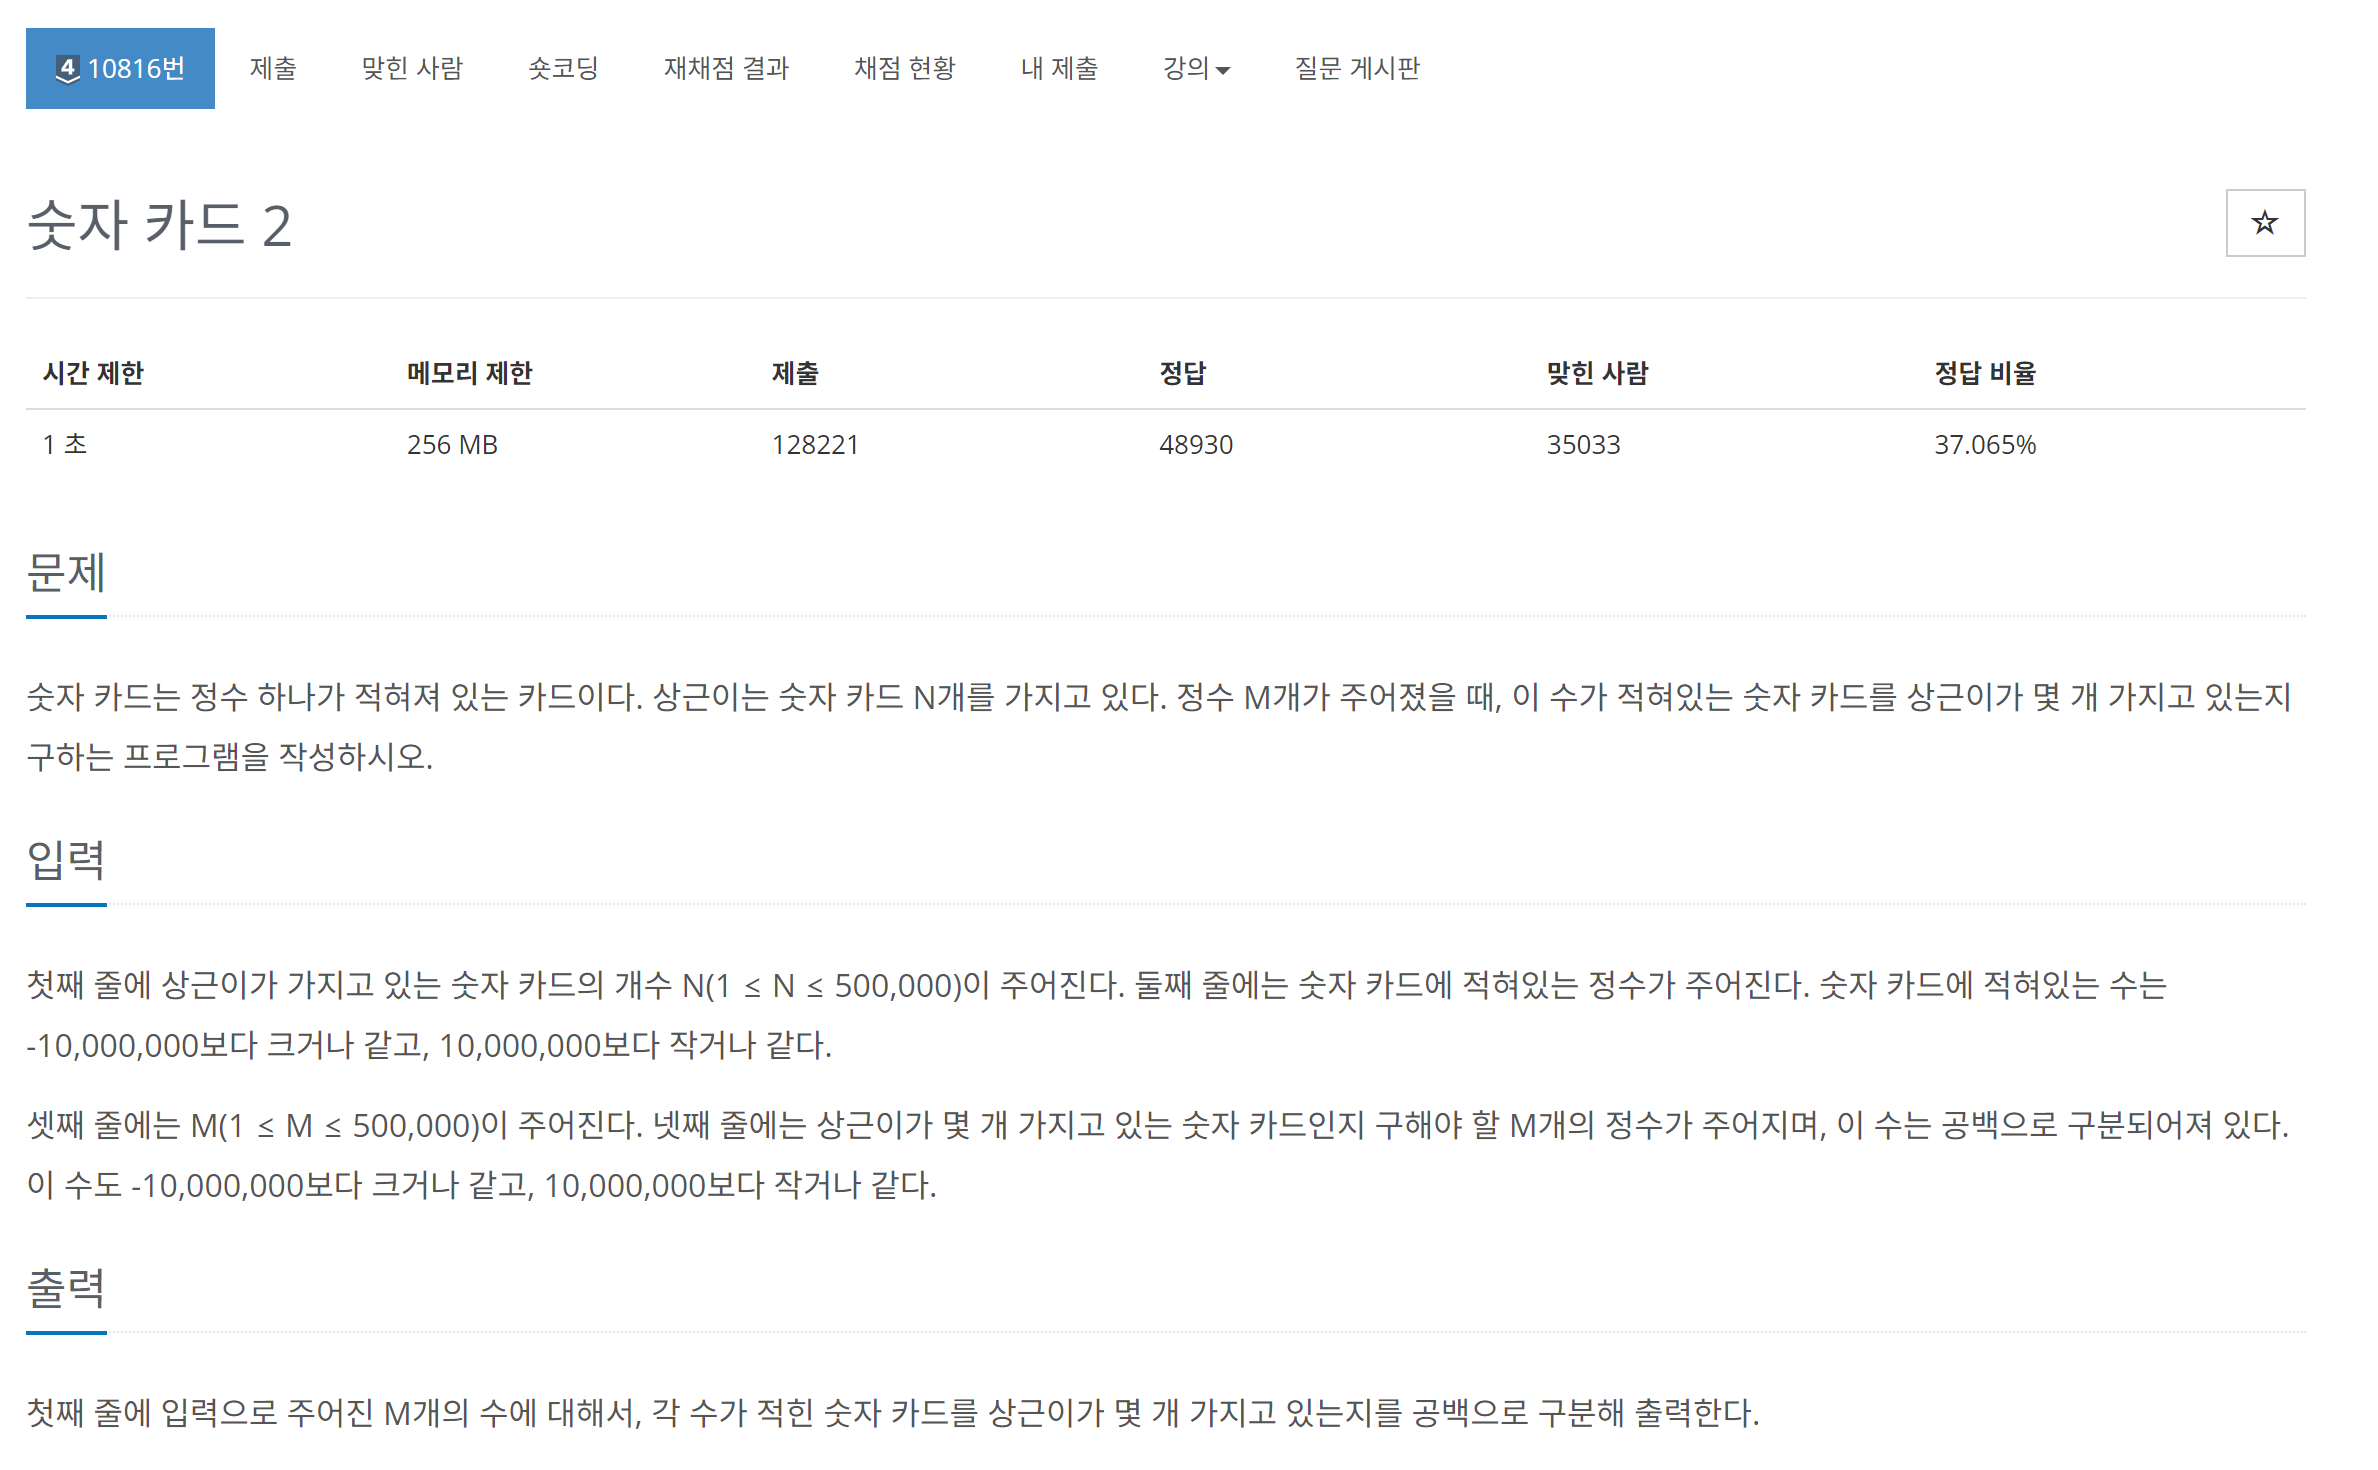 4 10816번 제출 맞힌 사람 숏코딩 재채점 결과 채점 현황 내 제출 강의 질문 게시판
숫자 카드 2
시간 제한 메모리 제한 제출 정답 맞힌 사람 정답 비율
1 초 256 MB 128221 48930 35033 37.065%
문제
숫자 카드는 정수 하나가 적혀져 있는 카드이다. 상근이는 숫자 카드 N개를 가지고 있다. 정수 M개가 주어졌을 때, 이 수가 적혀있는 숫자 카드를 상근이가 몇 개 가지고 있는지
구하는 프로그램을 작성하시오.
입력
첫째 줄에 상근이가 가지고 있는 숫자 카드의 개수 N(1 ≤ N ≤ 500,000)이 주어진다. 둘째 줄에는 숫자 카드에 적혀있는 정수가 주어진다. 숫자 카드에 적혀있는 수는
-10,000,000보다 크거나 같고, 10,000,000보다 작거나 같다.
셋째 줄에는 M(1 ≤ M ≤ 500,000)이 주어진다. 넷째 줄에는 상근이가 몇 개 가지고 있는 숫자 카드인지 구해야 할 M개의 정수가 주어지며, 이 수는 공백으로 구분되어져 있다.
이 수도 -10,000,000보다 크거나 같고, 10,000,000보다 작거나 같다.
출력
첫째 줄에 입력으로 주어진 M개의 수에 대해서, 각 수가 적힌 숫자 카드를 상근이가 몇 개 가지고 있는지를 공백으로 구분해 출력한다.